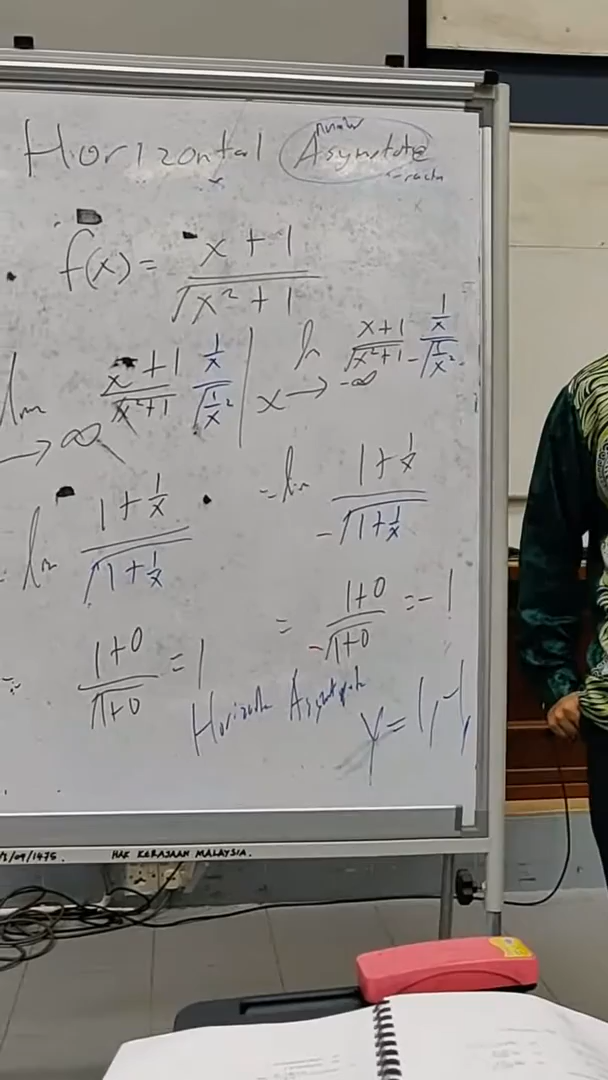 Horizontal Asymptote
f(x) = x + 1 / √x² + 1
x + 1 / √x²+1 1/x / √1/x²
→ ∞
lim x → -∞ x+1 / √x²+1 1/x / -√1/x²
= lim 1 + 1/x / √1 + 1/x
= lim 1 + 1/x / -√1 + 1/x
= 1+0 / √1+0 = 1
= 1+0 / -√1+0 = -1
Horizontal Asymptote
y = 1, -1
HAK KERAJAAN MALAYSIA.